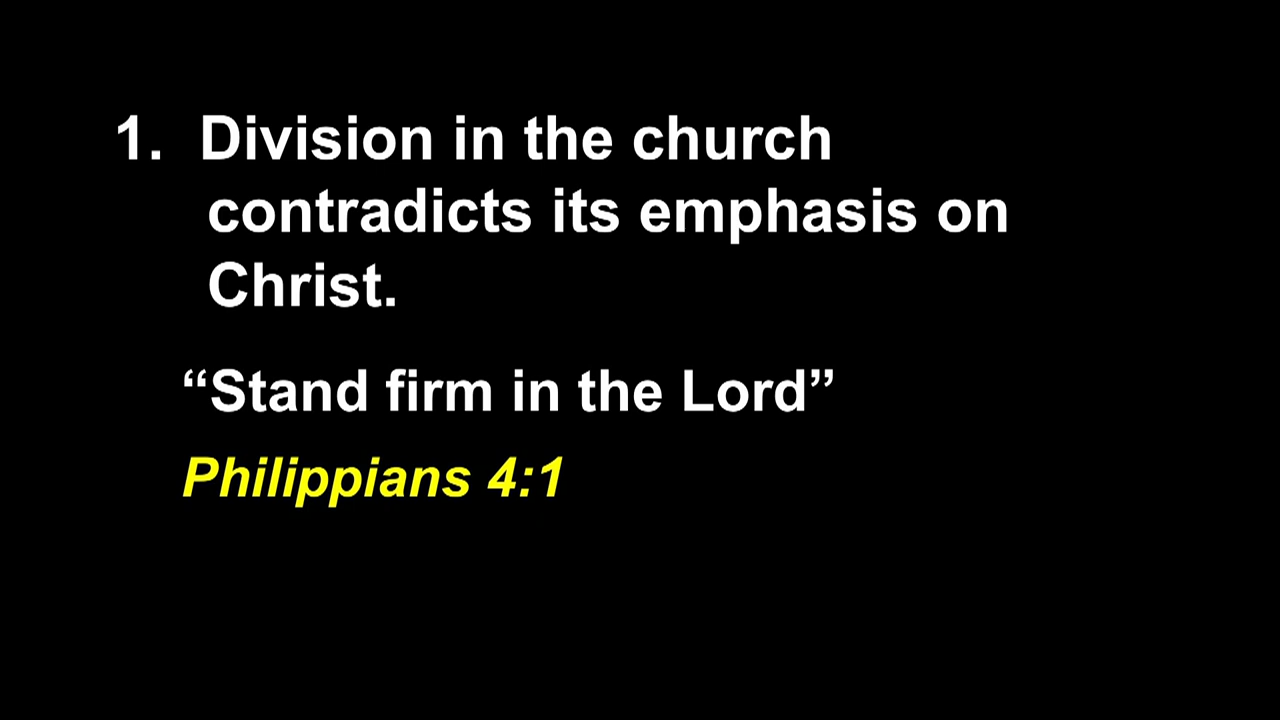 1. Division in the church
contradicts its emphasis on
Christ.
“Stand firm in the Lord”
Philippians 4:1